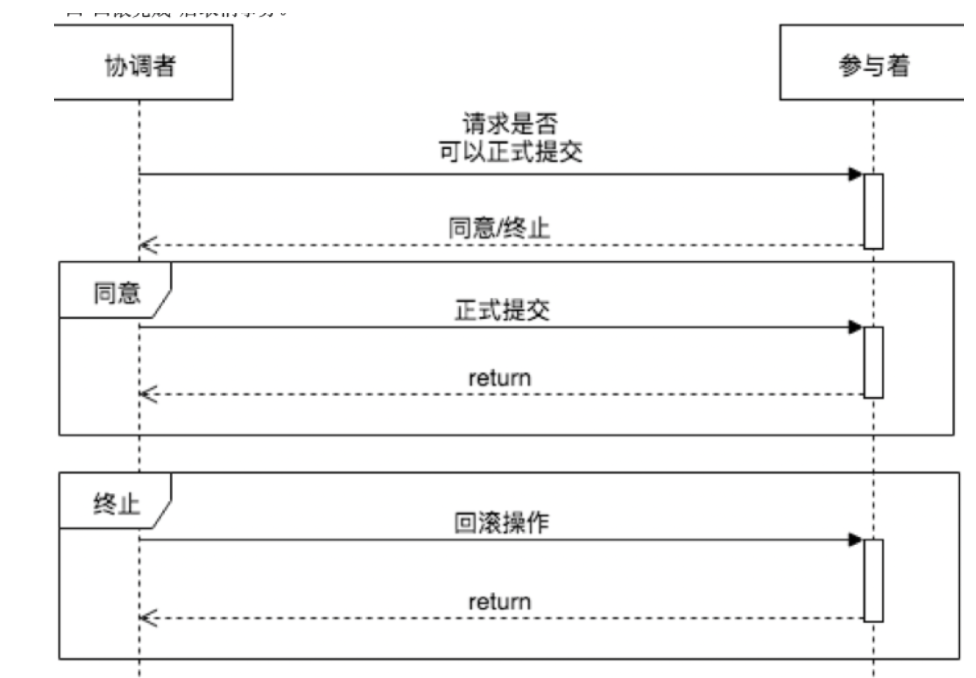 协调者
参与着
请求是否
可以正式提交
同意/终止
同意
正式提交
return
终止
回滚操作
return